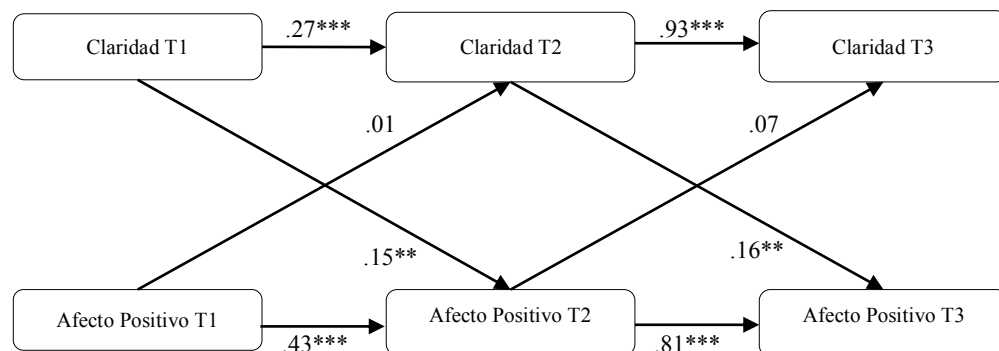 .27***
.93***
Claridad T1
Claridad T2
Claridad T3
.01
.07
.15**
.16**
Afecto Positivo T1
Afecto Positivo T2
Afecto Positivo T3
.43***
.81***